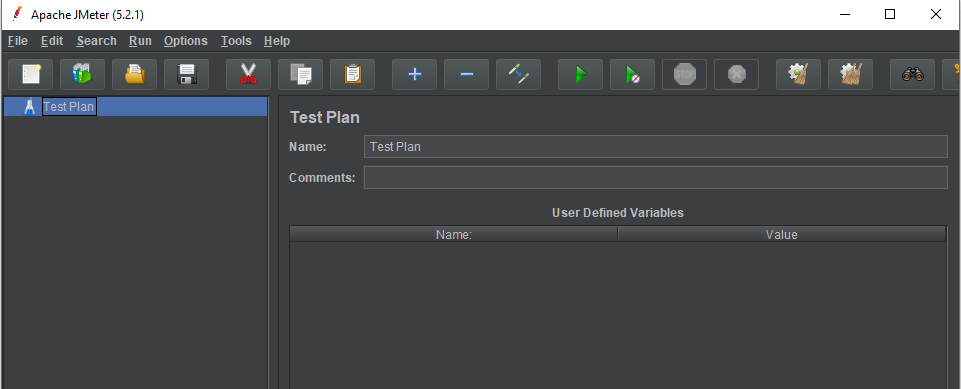 Apache JMeter (5.2.1)
File Edit Search Run Options Tools Help
STOP
Test Plan
Test Plan
Name: Test Plan
Comments:
User Defined Variables
Name: Value